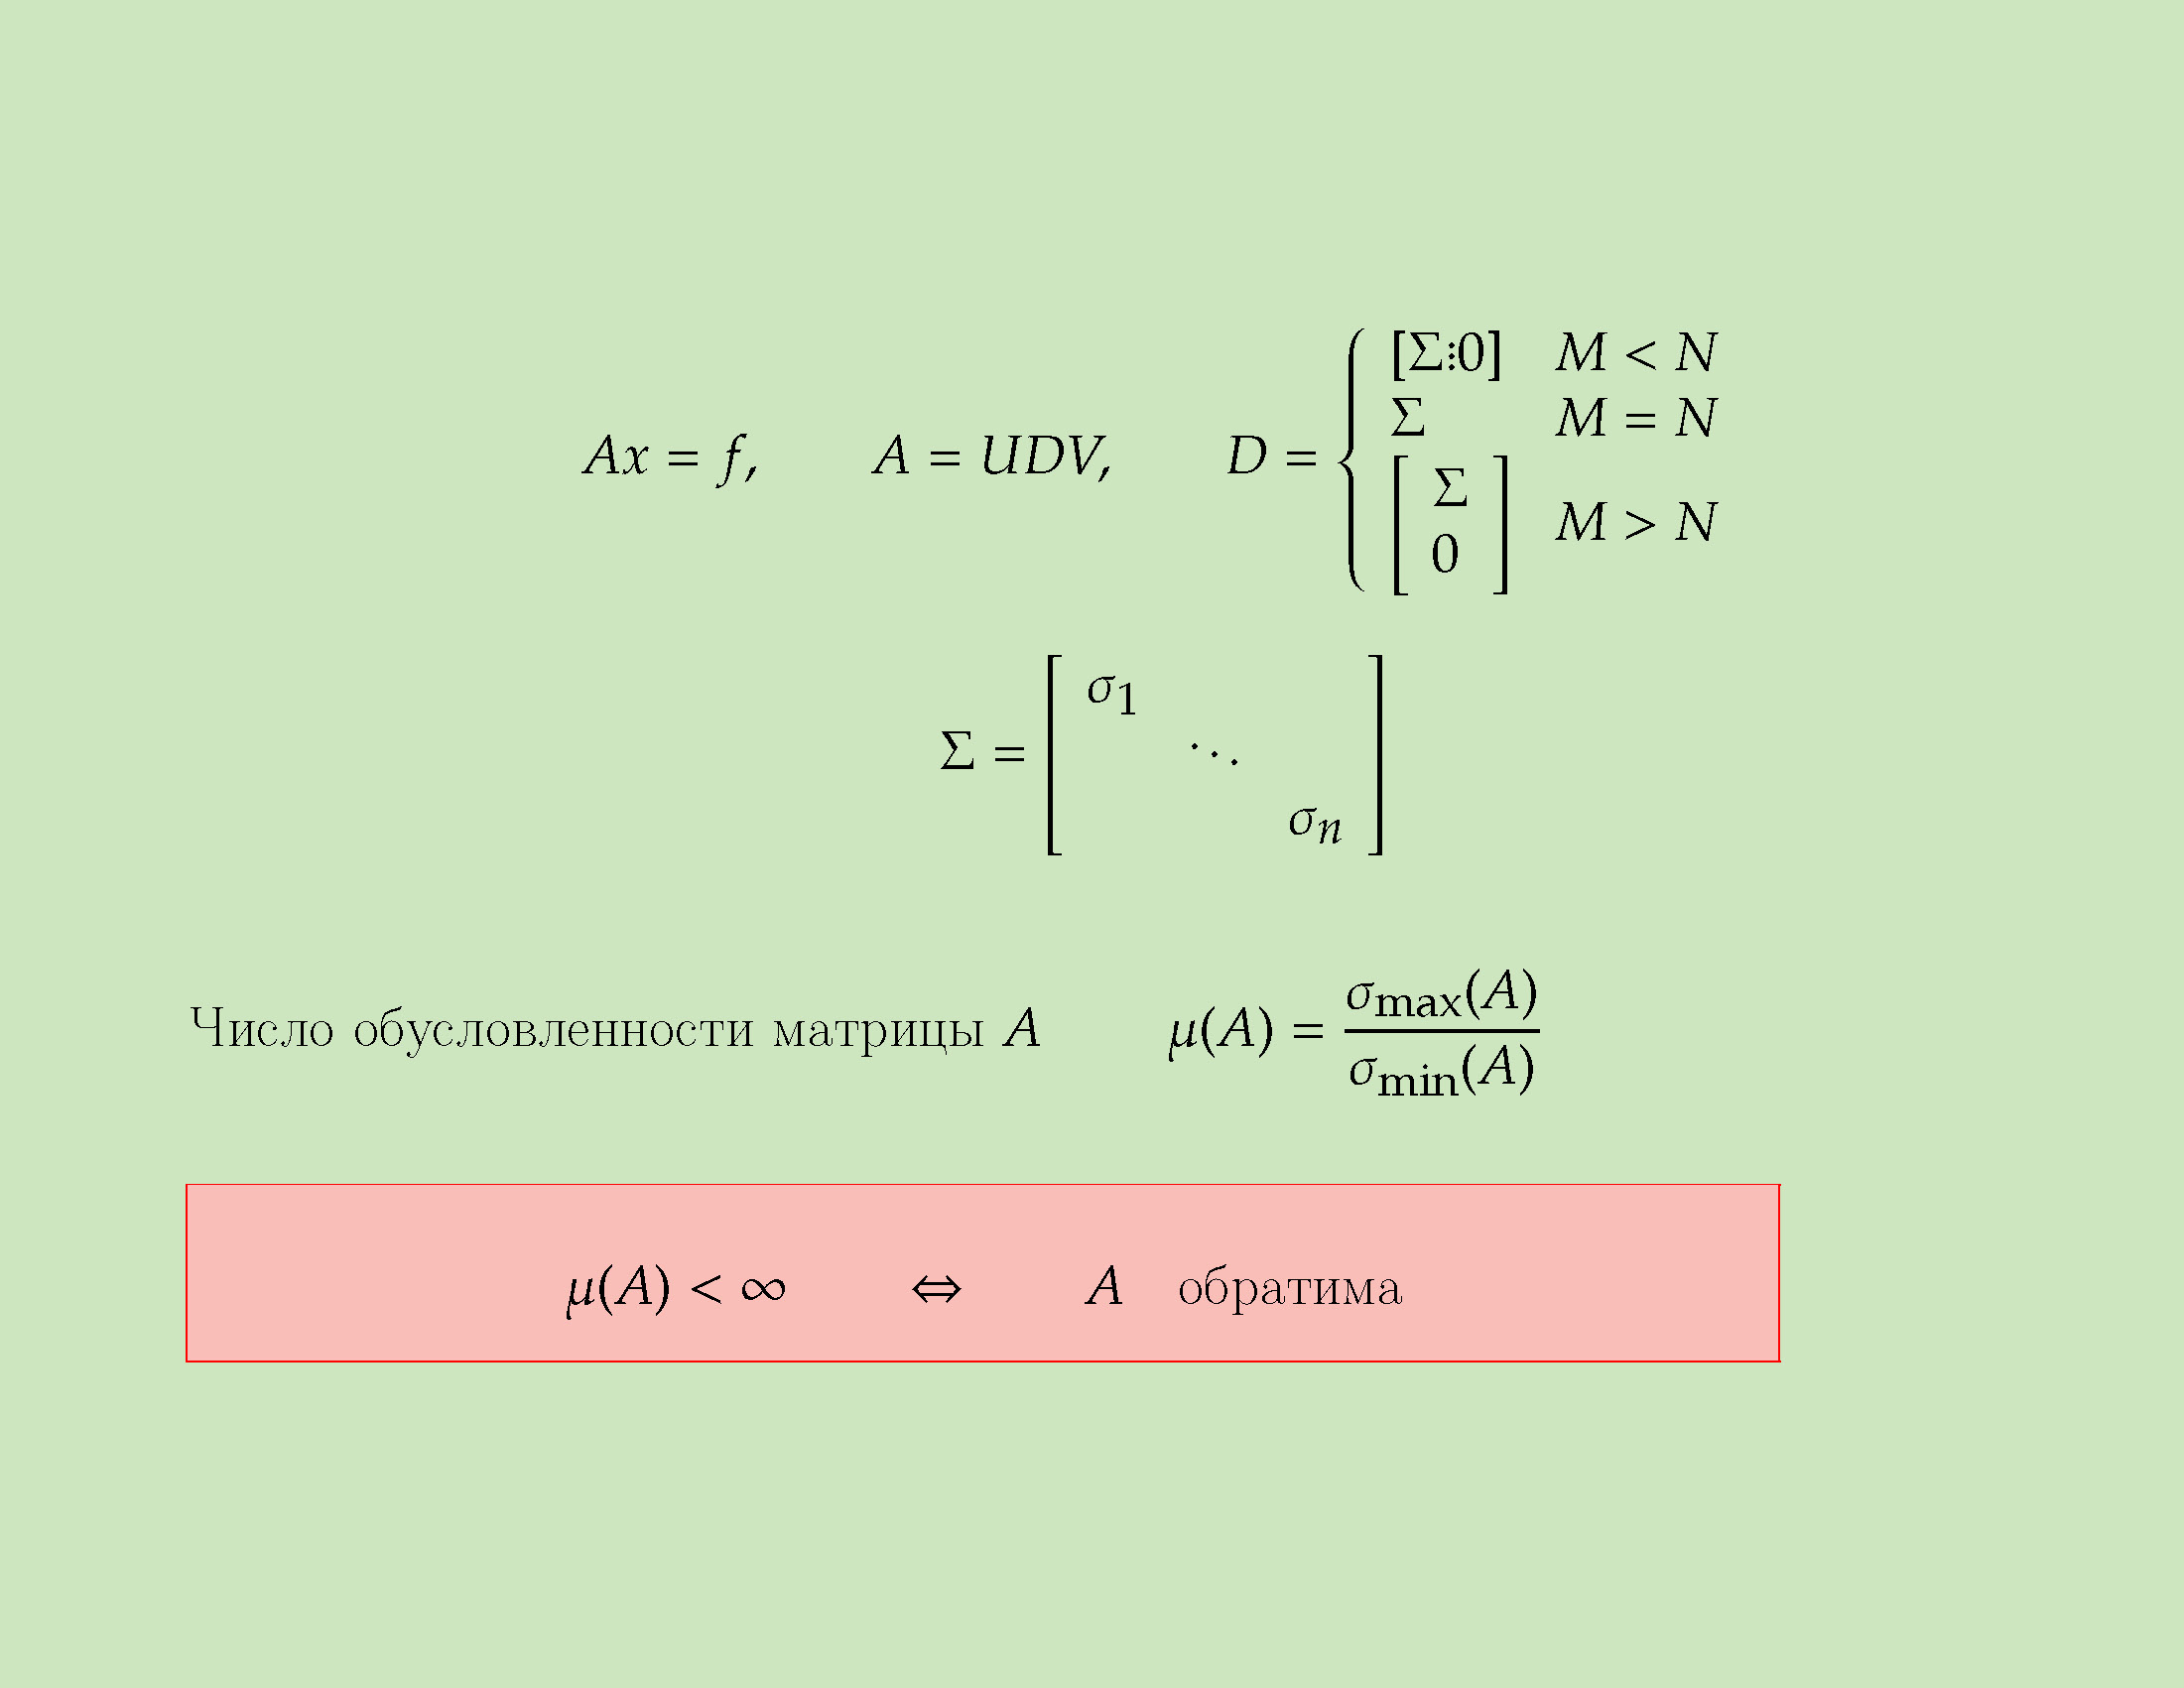 Ax = f, A = UDV, D = { [Σ⋮0] M < N
Σ M = N
[ Σ 0 ] M > N
Σ = [ σ₁ ⋱ σₙ ]
Число обусловленности матрицы A μ(A) = σmax(A) / σmin(A)
μ(A) < ∞ ⇔ A обратима